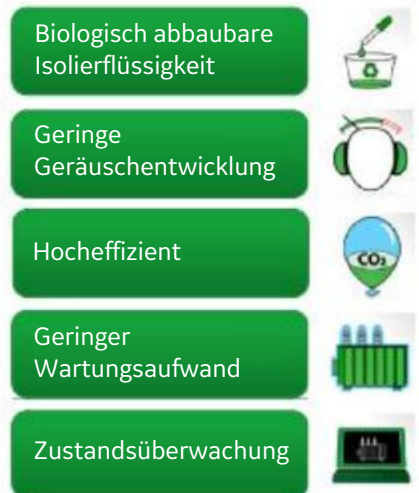 Biologisch abbaubare
Isolierflüssigkeit
Geringe
Geräuschentwicklung
Hocheffizient
CO₂
Geringer
Wartungsaufwand
Zustandsüberwachung